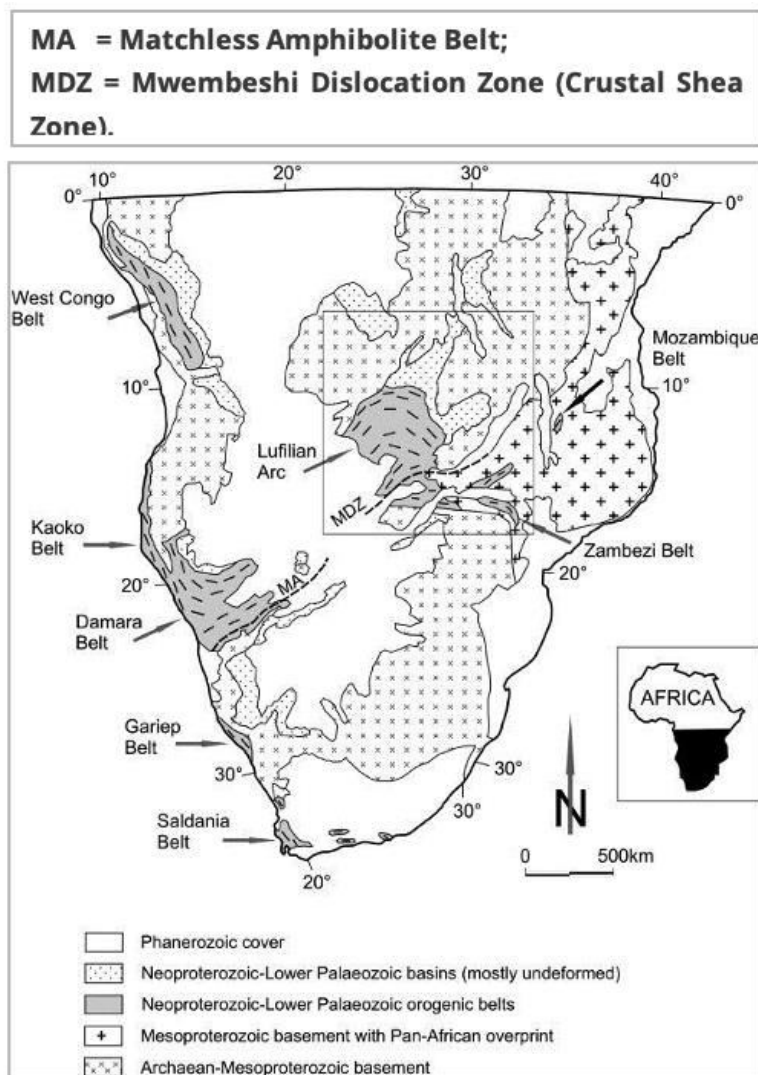 MA = Matchless Amphibolite Belt;
MDZ = Mwembeshi Dislocation Zone (Crustal Shea
Zone).
10° 20° 30° 40°
0° 0°
West Congo
Belt
Mozambique
Belt
10° 10°
Lufilian
Arc
MDZ
Kaoko
Belt
Zambezi Belt
20° 20°
MA
Damara
Belt
AFRICA
Gariep
Belt
30° 30°
30°
N
Saldania
Belt
0 500km
20°
Phanerozoic cover
Neoproterozoic-Lower Palaeozoic basins (mostly undeformed)
Neoproterozoic-Lower Palaeozoic orogenic belts
Mesoproterozoic basement with Pan-African overprint
Archaean-Mesoproterozoic basement